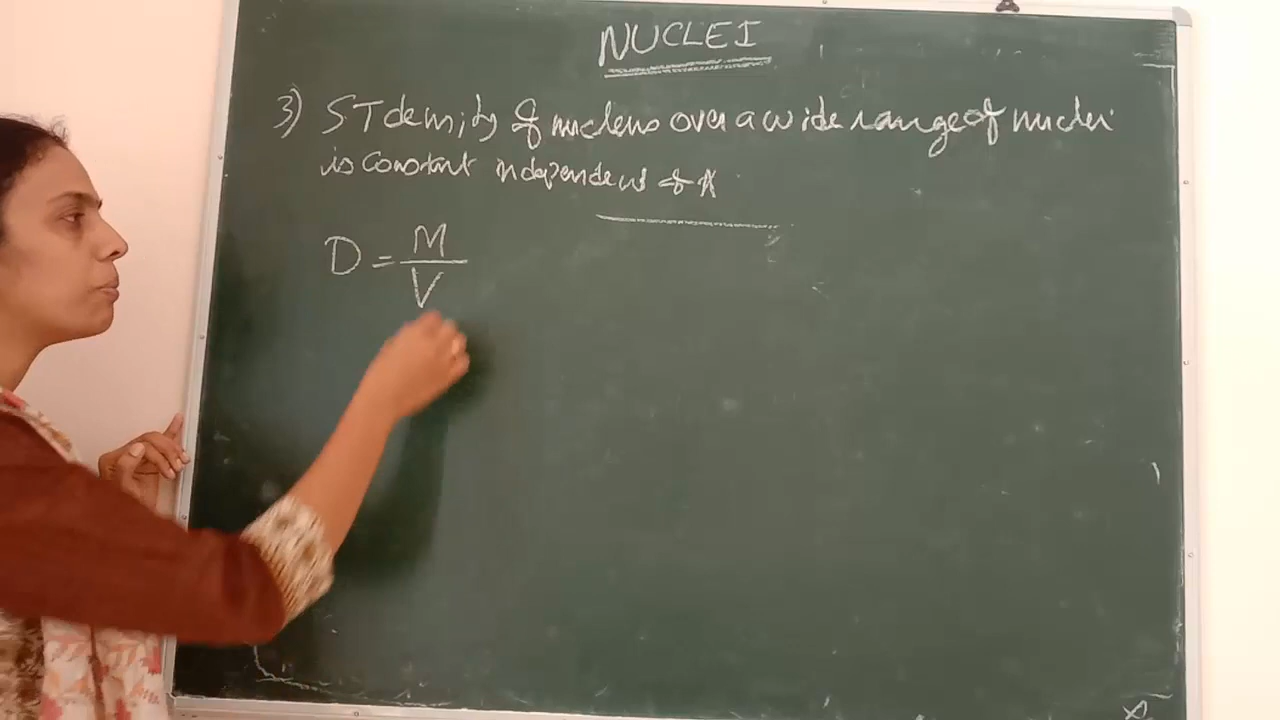 NUCLEI
3) ST density of nucleus over a wide range of nuclei
is constant independent of A
D = M
V